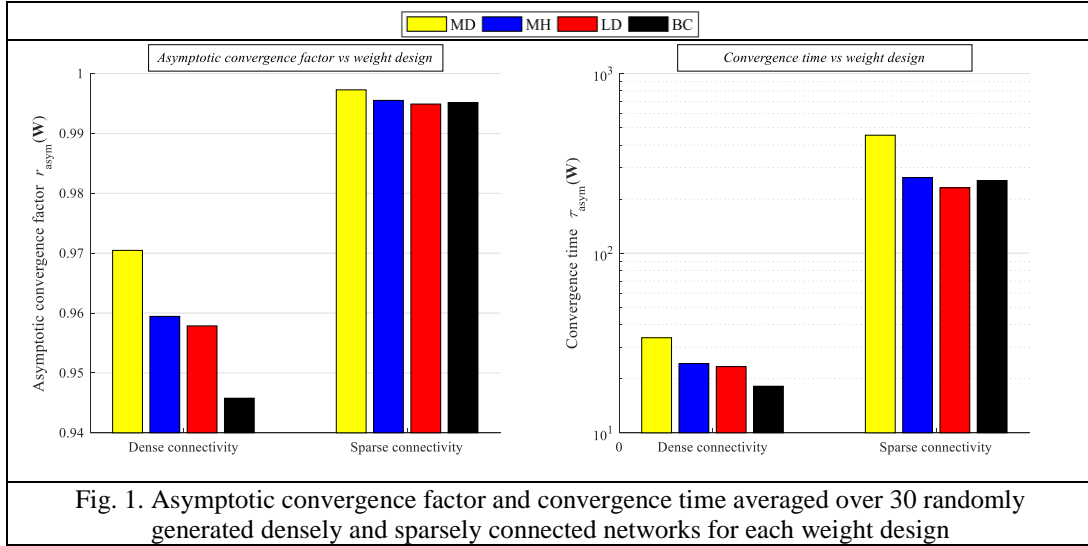 MD MH LD BC
Asymptotic convergence factor vs weight design
Asymptotic convergence factor r_asym(W)
1
0.99
0.98
0.97
0.96
0.95
0.94
Dense connectivity Sparse connectivity
Convergence time vs weight design
Convergence time τ_asym(W)
10^3
10^2
10^1
0 Dense connectivity Sparse connectivity
Fig. 1. Asymptotic convergence factor and convergence time averaged over 30 randomly
generated densely and sparsely connected networks for each weight design